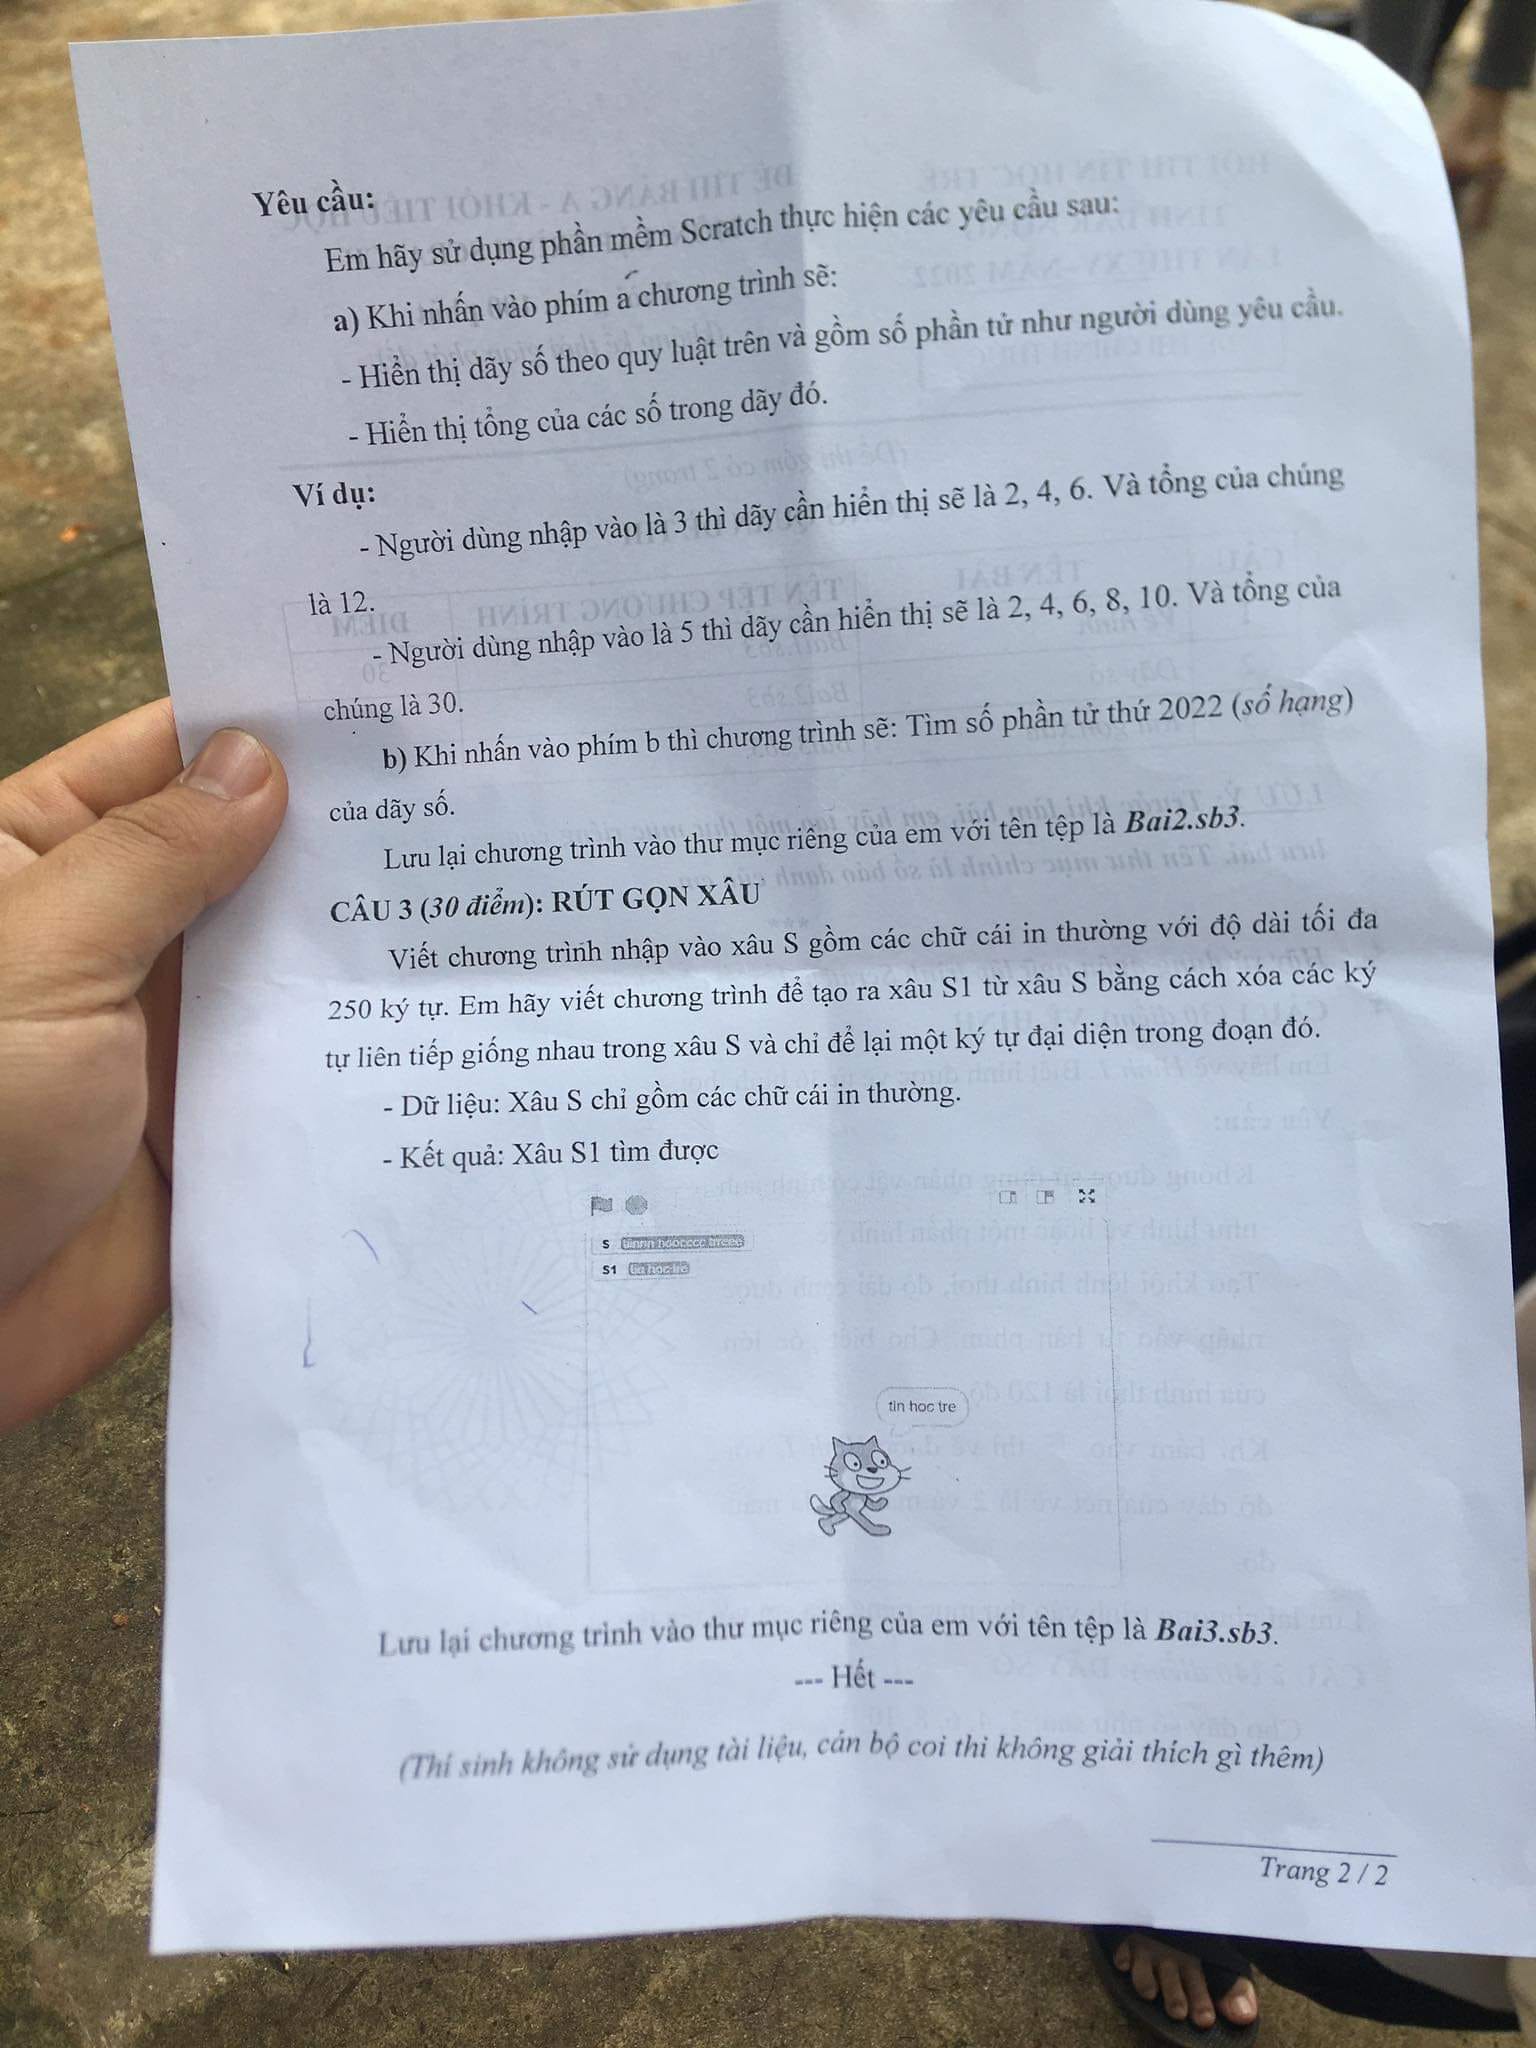 Yêu cầu:
Em hãy sử dụng phần mềm Scratch thực hiện các yêu cầu sau:
a) Khi nhấn vào phím a chương trình sẽ:
- Hiển thị dãy số theo quy luật trên và gồm số phần tử như người dùng yêu cầu.
- Hiển thị tổng của các số trong dãy đó.
Ví dụ:
- Người dùng nhập vào là 3 thì dãy cần hiển thị sẽ là 2, 4, 6. Và tổng của chúng
là 12.
- Người dùng nhập vào là 5 thì dãy cần hiển thị sẽ là 2, 4, 6, 8, 10. Và tổng của
chúng là 30.
b) Khi nhấn vào phím b thì chương trình sẽ: Tìm số phần tử thứ 2022 (số hạng)
của dãy số.
Lưu lại chương trình vào thư mục riêng của em với tên tệp là Bai2.sb3.
CÂU 3 (30 điểm): RÚT GỌN XÂU
Viết chương trình nhập vào xâu S gồm các chữ cái in thường với độ dài tối đa
250 ký tự. Em hãy viết chương trình để tạo ra xâu S1 từ xâu S bằng cách xóa các ký
tự liên tiếp giống nhau trong xâu S và chỉ để lại một ký tự đại diện trong đoạn đó.
- Dữ liệu: Xâu S chỉ gồm các chữ cái in thường.
- Kết quả: Xâu S1 tìm được
S
S1 tin hoc tre
tin hoc tre
Lưu lại chương trình vào thư mục riêng của em với tên tệp là Bai3.sb3.
--- Hết ---
(Thí sinh không sử dụng tài liệu, cán bộ coi thi không giải thích gì thêm)
Trang 2 / 2